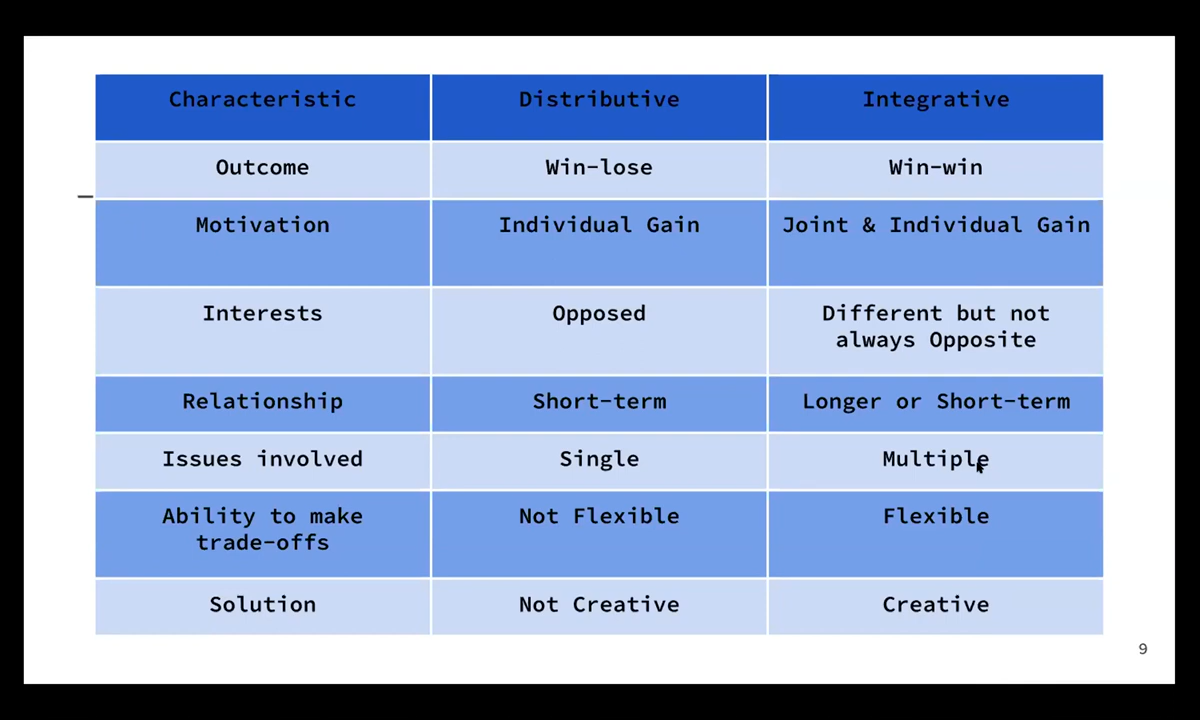 Characteristic Distributive Integrative
Outcome Win-lose Win-win
Motivation Individual Gain Joint & Individual Gain
Interests Opposed Different but not
always Opposite
Relationship Short-term Longer or Short-term
Issues involved Single Multiple
Ability to make Not Flexible Flexible
trade-offs
Solution Not Creative Creative
9